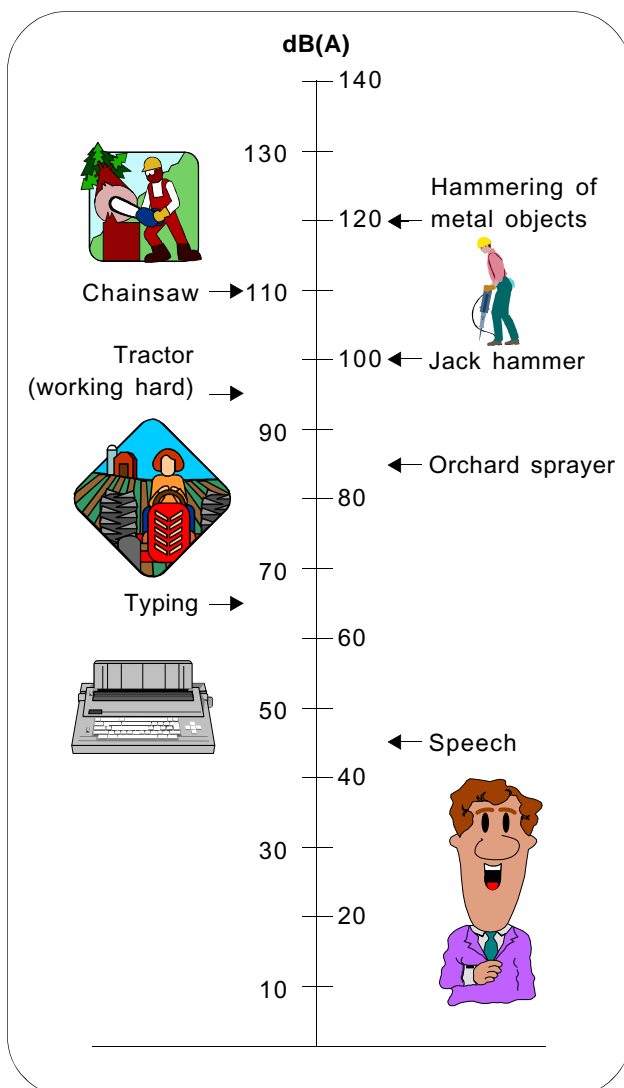 dB(A)
140
130
Hammering of
120 metal objects
Chainsaw 110
Tractor
100 Jack hammer
(working hard)
90
Orchard sprayer
80
70
Typing
60
50
Speech
40
30
20
10